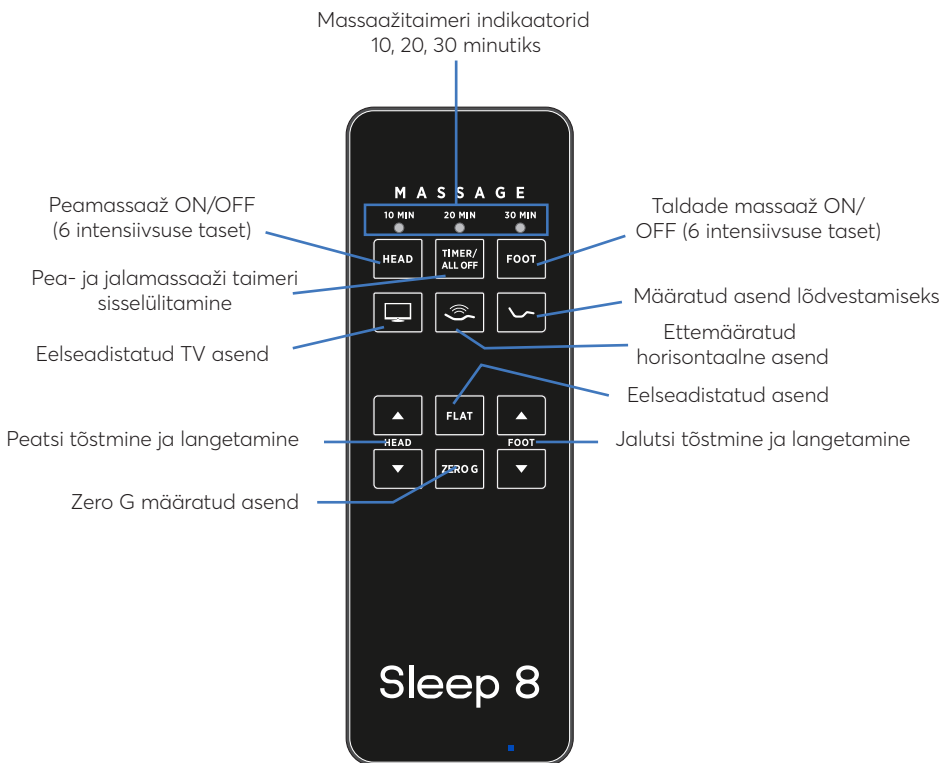 Massaažitaimeri indikaatorid
10, 20, 30 minutiks
MASSAGE
10 MIN 20 MIN 30 MIN
Peamassaaž ON/OFF
(6 intensiivsuse taset)
Taldade massaaž ON/
OFF (6 intensiivsuse taset)
HEAD
TIMER/
ALL OFF
FOOT
Pea- ja jalamassaaži taimeri
sisselülitamine
Määratud asend lõdvestamiseks
Eelseadistatud TV asend
Ettemääratud
horisontaalne asend
Eelseadistatud asend
FLAT
Peatsi tõstmine ja langetamine
HEAD
FOOT
Jalutsi tõstmine ja langetamine
ZERO G
Zero G määratud asend
Sleep 8